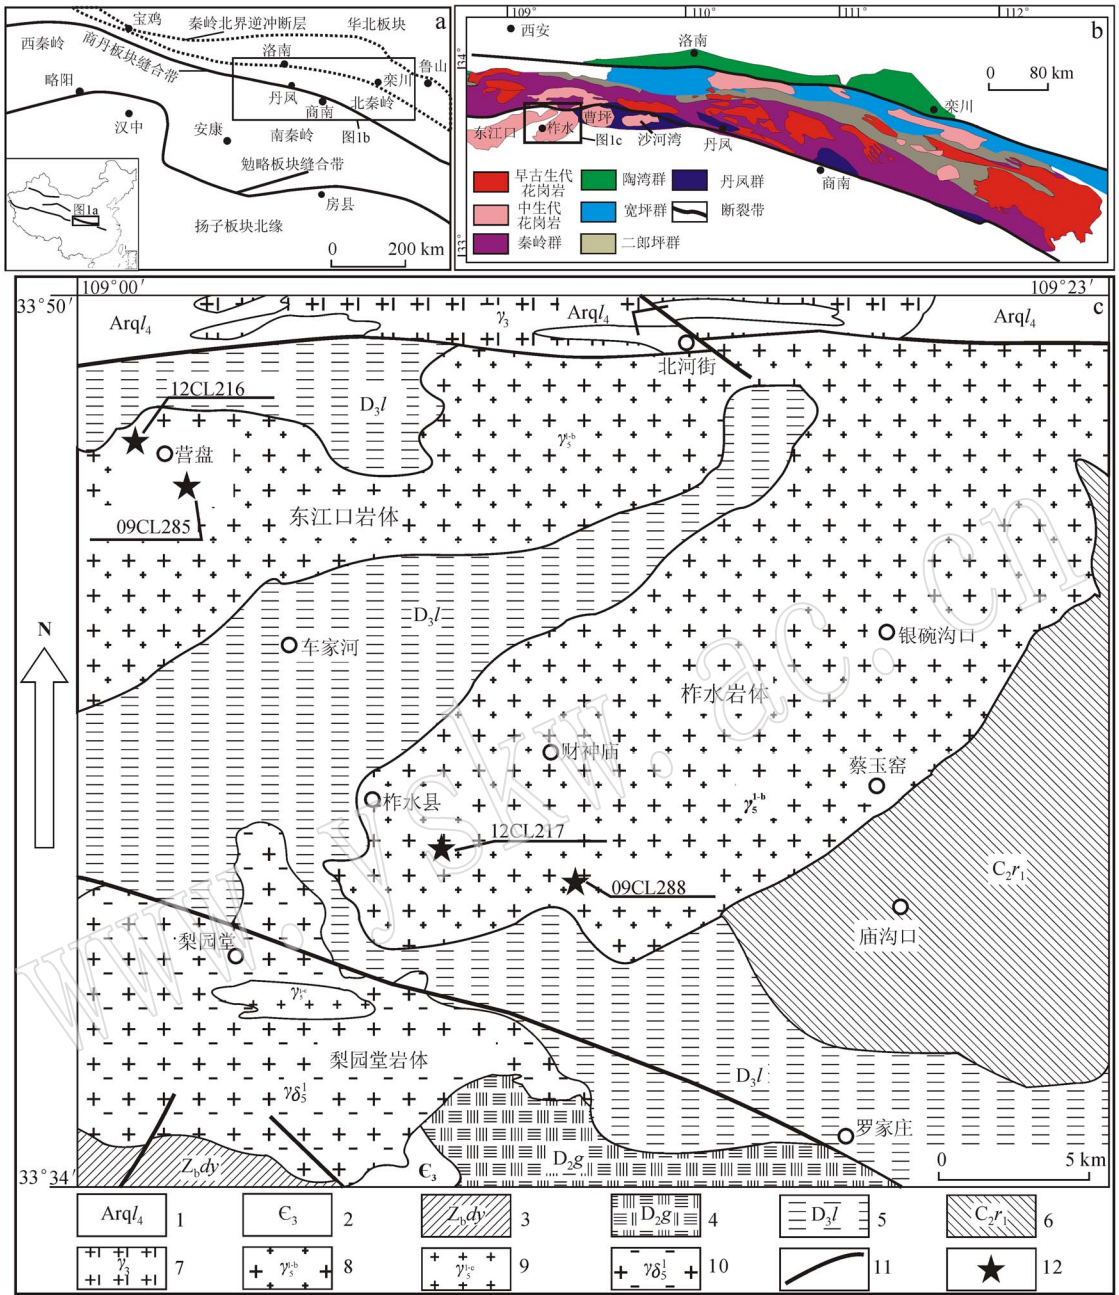 a
宝鸡
秦岭北界逆冲断层
华北板块
西秦岭
商丹板块缝合带
洛南
鲁山
略阳
栾川
丹凤
北秦岭
商南
汉中
安康
南秦岭
图1b
勉略板块缝合带
图1a
房县
扬子板块北缘
0 200 km
b
109°
110°
111°
112°
34°
33°
西安
洛南
0 80 km
栾川
东江口
柞水
曹坪
图1c
沙河湾
丹凤
商南
早古生代花岗岩
陶湾群
丹凤群
中生代花岗岩
宽坪群
断裂带
秦岭群
二郎坪群
c
109°00′
109°23′
33°50′
Arql₄
γ₃
Arql₄
Arql₄
北河街
12CL216
D₃l
γ₅¹⁻ᵇ
营盘
09CL285
东江口岩体
D₃l
N
车家河
银碗沟口
柞水岩体
财神庙
蔡玉窑
柞水县
γ₅¹⁻ᵇ
12CL217
C₂r₁
09CL288
庙沟口
梨园堂
γ₅¹⁻ᶜ
梨园堂岩体
γδ₅¹
D₃l
罗家庄
Z_bdy
Є₃
D₂g
0 5 km
33°34′
Arql₄ 1
Є₃ 2
Z_bdy 3
D₂g 4
D₃l 5
C₂r₁ 6
γ₃ 7
γ₅¹⁻ᵇ 8
γ₅¹⁻ᶜ 9
γδ₅¹ 10
11
12
www.yskw.ac.cn